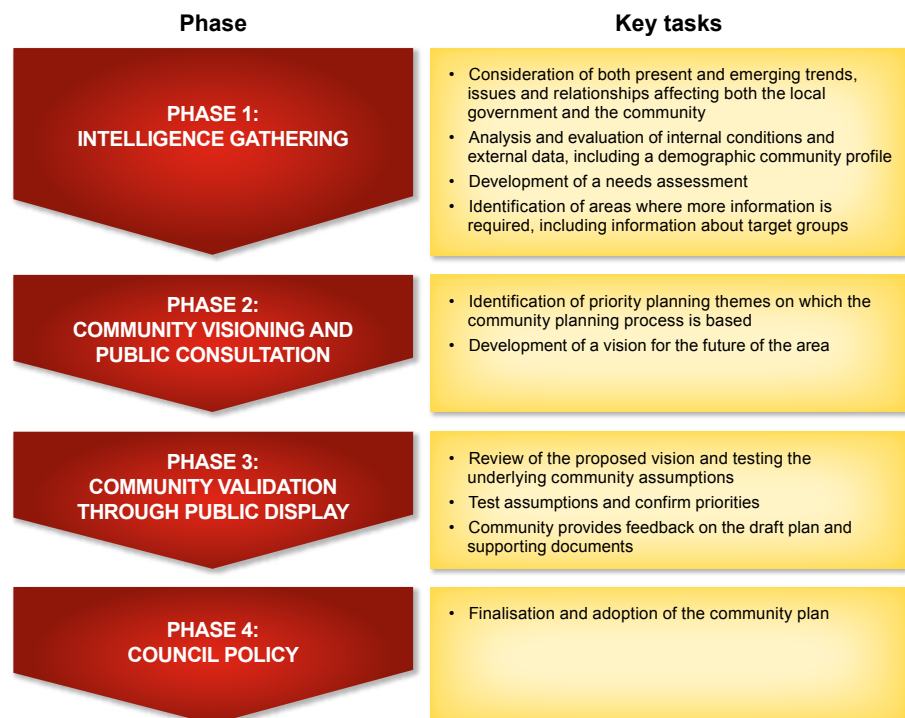 Phase
Key tasks
PHASE 1:
INTELLIGENCE GATHERING
• Consideration of both present and emerging trends,
issues and relationships affecting both the local
government and the community
• Analysis and evaluation of internal conditions and
external data, including a demographic community profile
• Development of a needs assessment
• Identification of areas where more information is
required, including information about target groups
PHASE 2:
COMMUNITY VISIONING AND
PUBLIC CONSULTATION
• Identification of priority planning themes on which the
community planning process is based
• Development of a vision for the future of the area
PHASE 3:
COMMUNITY VALIDATION
THROUGH PUBLIC DISPLAY
• Review of the proposed vision and testing the
underlying community assumptions
• Test assumptions and confirm priorities
• Community provides feedback on the draft plan and
supporting documents
PHASE 4:
COUNCIL POLICY
• Finalisation and adoption of the community plan